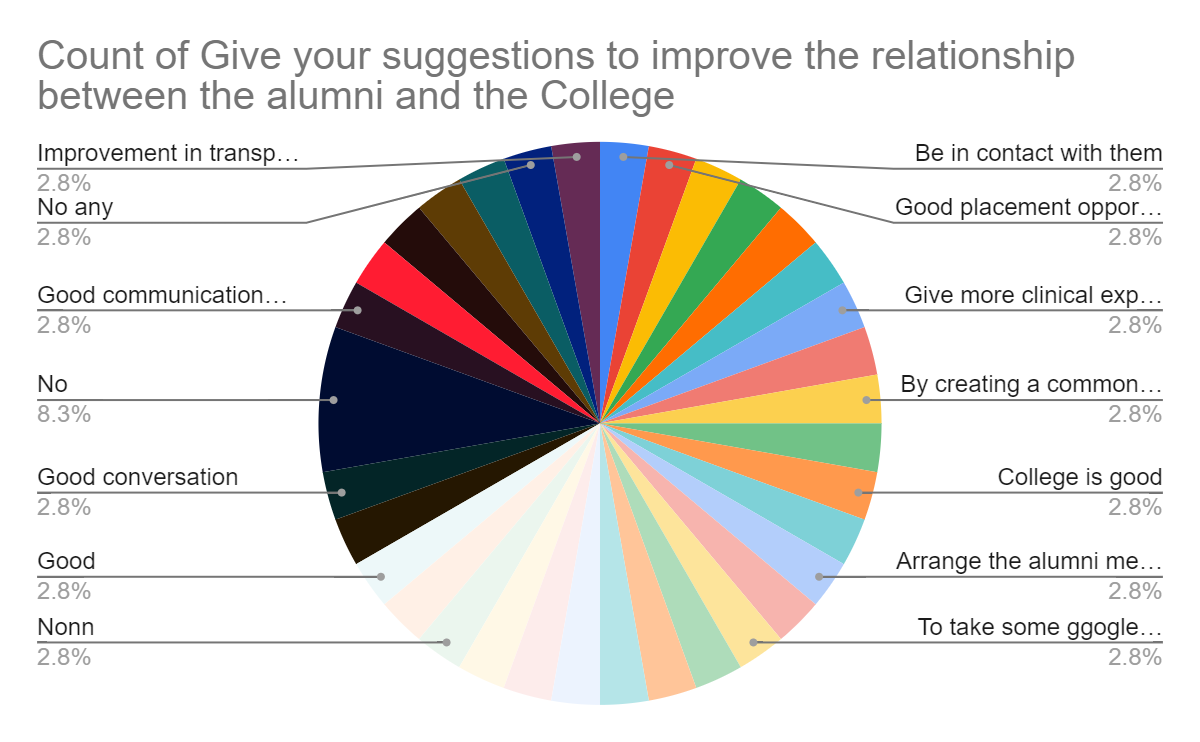 Count of Give your suggestions to improve the relationship
between the alumni and the College
Improvement in transp…
2.8%
No any
2.8%
Good communication…
2.8%
No
8.3%
Good conversation
2.8%
Good
2.8%
Nonn
2.8%
Be in contact with them
2.8%
Good placement oppor…
2.8%
Give more clinical exp…
2.8%
By creating a common…
2.8%
College is good
2.8%
Arrange the alumni me…
2.8%
To take some ggogle…
2.8%